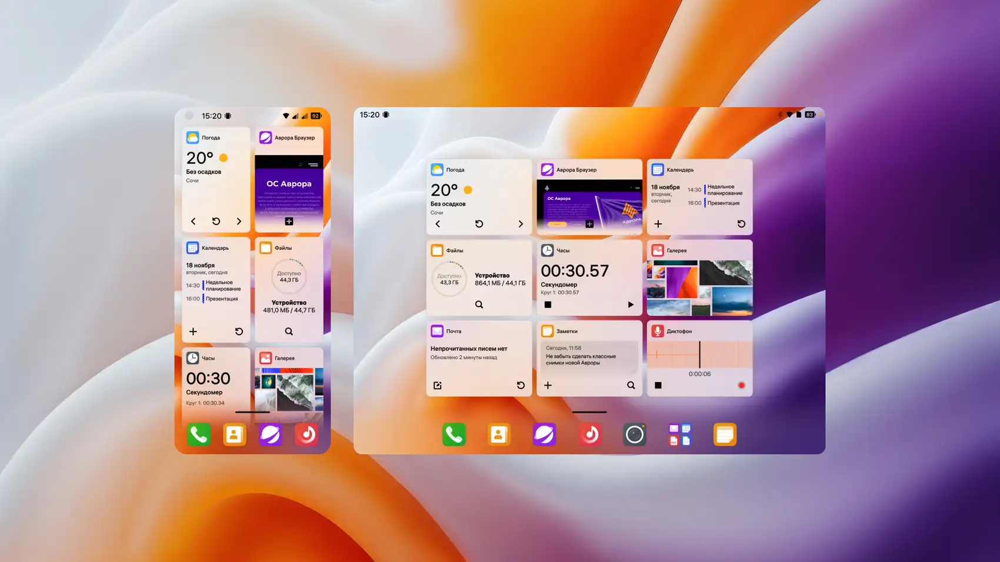 15:20
92
Погода
20°
Без осадков
Сочи
Аврора Браузер
ОС Аврора
Календарь
18 ноября
вторник, сегодня
14:30 Недельное
планирование
16:00 Презентация
Файлы
Доступно
44,3 ГБ
Устройство
481,0 МБ / 44,7 ГБ
Часы
00:30
Секундомер
Круг 1: 00:30.34
Галерея
15:20
83
Погода
20°
Без осадков
Сочи
Аврора Браузер
ОС Аврора
АВРОРА
Календарь
18 ноября
вторник,
сегодня
14:30 Недельное
планирование
16:00 Презентация
Файлы
Доступно
43,3 ГБ
Устройство
864,1 МБ / 44,1 ГБ
Часы
00:30.57
Секундомер
Круг 1: 00:30.57
Галерея
Почта
Непрочитанных писем нет
Обновлено 2 минуты назад
Заметки
Сегодня, 11:58
Не забыть сделать классные
снимки новой Авроры
Диктофон
0:00:06